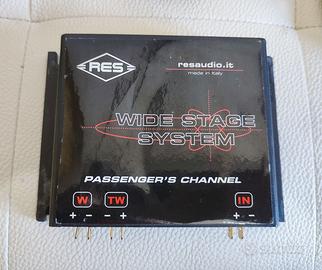 RES
resaudio.it
made in Italy
WIDE STAGE
SYSTEM
PASSENGER'S CHANNEL
W TW IN
+ - + - + -